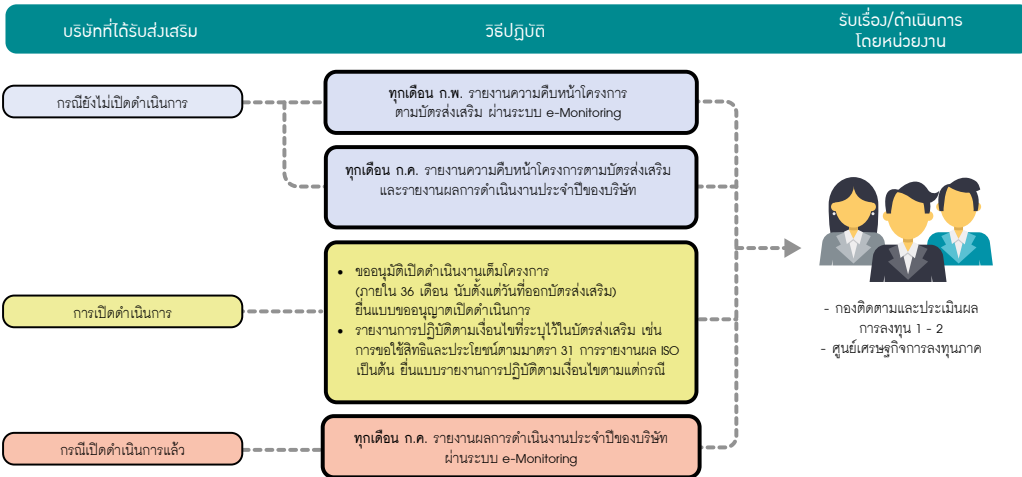 บริษัทที่ได้รับส่งเสริม
วิธีปฏิบัติ
รับเรื่อง/ดำเนินการ
โดยหน่วยงาน
กรณียังไม่เปิดดำเนินการ
ทุกเดือน ก.พ. รายงานความคืบหน้าโครงการ
ตามบัตรส่งเสริม ผ่านระบบ e-Monitoring
ทุกเดือน ก.ค. รายงานความคืบหน้าโครงการตามบัตรส่งเสริม
และรายงานผลการดำเนินงานประจำปีของบริษัท
การเปิดดำเนินการ
• ขออนุมัติเปิดดำเนินงานเต็มโครงการ
(ภายใน 36 เดือน นับตั้งแต่วันที่ออกบัตรส่งเสริม)
ยื่นแบบขออนุญาตเปิดดำเนินการ
• รายงานการปฏิบัติตามเงื่อนไขที่ระบุไว้ในบัตรส่งเสริม เช่น
การขอใช้สิทธิและประโยชน์ตามมาตรา 31 การรายงานผล ISO
เป็นต้น ยื่นแบบรายงานการปฏิบัติตามเงื่อนไขตามแต่กรณี
กรณีเปิดดำเนินการแล้ว
ทุกเดือน ก.ค. รายงานผลการดำเนินงานประจำปีของบริษัท
ผ่านระบบ e-Monitoring
- กองติดตามและประเมินผล
การลงทุน 1 - 2
- ศูนย์เศรษฐกิจการลงทุนภาค